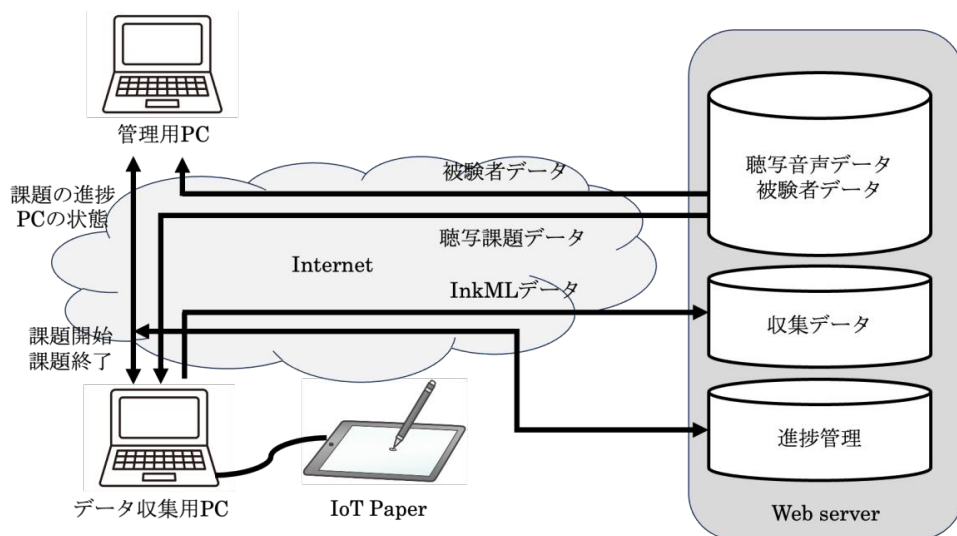 管理用PC
課題の進捗
PCの状態
被験者データ
聴写音声データ
被験者データ
聴写課題データ
Internet
InkMLデータ
収集データ
課題開始
課題終了
進捗管理
データ収集用PC
IoT Paper
Web server